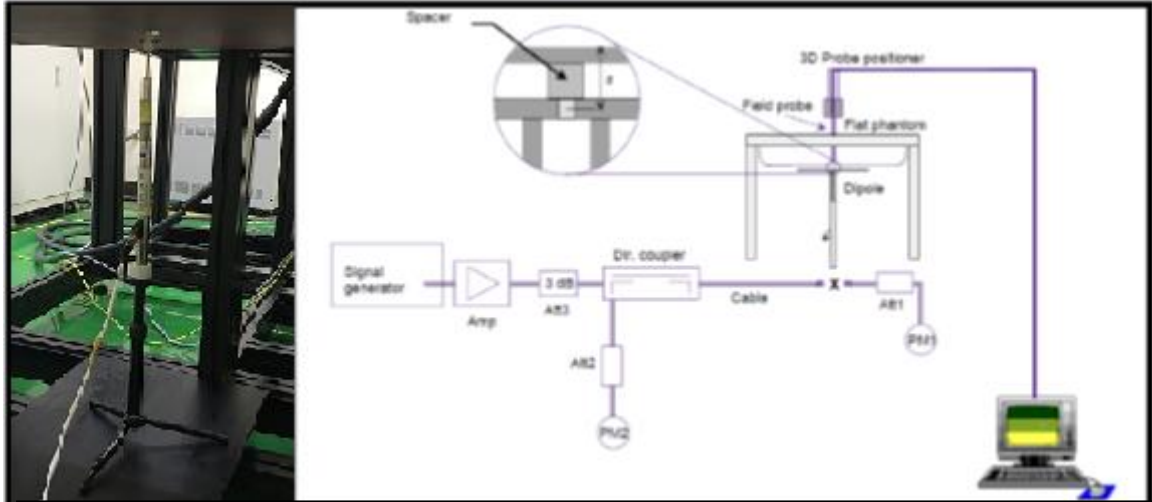 Spacer
s
3D Probe positioner
Field probe
Flat phantom
Dipole
Signal
generator
Amp
3 dB
Att3
Dir. coupler
Cable
x
Att1
PM1
Att2
PM2